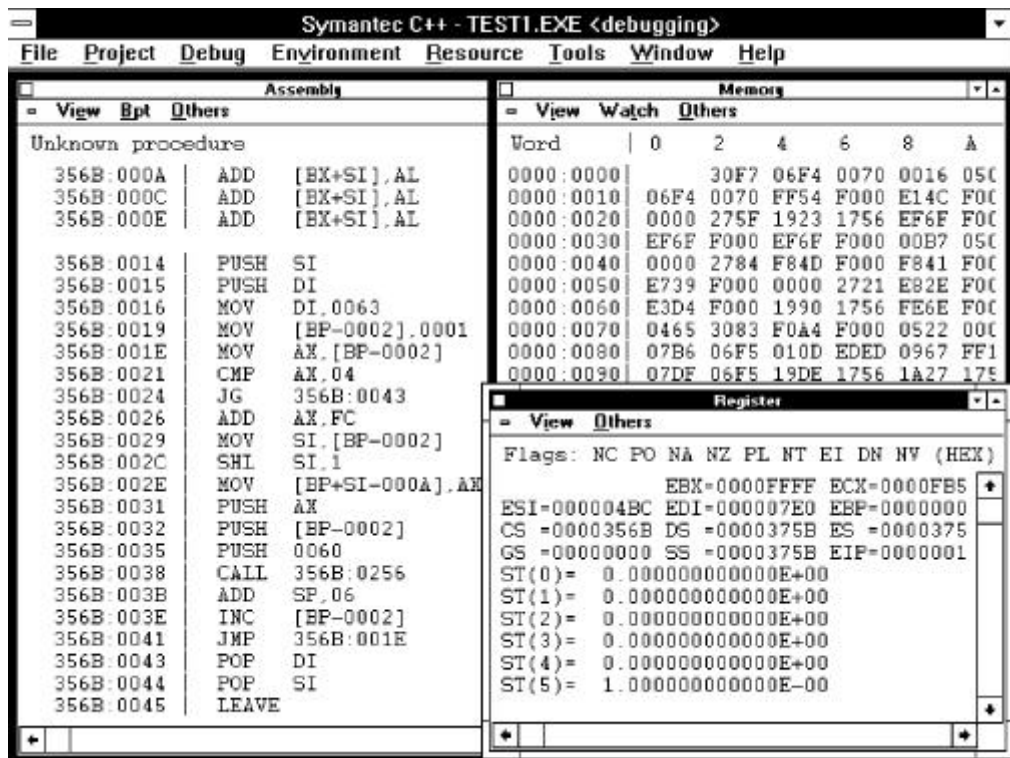 Symantec C++ - TEST1.EXE <debugging>
File Project Debug Environment Resource Tools Window Help
Assembly
View Bpt Others
Unknown procedure
356B:000A | ADD [BX+SI],AL
356B:000C | ADD [BX+SI],AL
356B:000E | ADD [BX+SI],AL
356B:0014 | PUSH SI
356B:0015 | PUSH DI
356B:0016 | MOV DI,0063
356B:0019 | MOV [BP-0002],0001
356B:001E | MOV AX,[BP-0002]
356B:0021 | CMP AX,04
356B:0024 | JG 356B:0043
356B:0026 | ADD AX,FC
356B:0029 | MOV SI,[BP-0002]
356B:002C | SHL SI,1
356B:002E | MOV [BP+SI-000A],AX
356B:0031 | PUSH AX
356B:0032 | PUSH [BP-0002]
356B:0035 | PUSH 0060
356B:0038 | CALL 356B:0256
356B:003B | ADD SP,06
356B:003E | INC [BP-0002]
356B:0041 | JMP 356B:001E
356B:0043 | POP DI
356B:0044 | POP SI
356B:0045 | LEAVE
Memory
View Watch Others
Word | 0 2 4 6 8 A
0000:0000| 30F7 06F4 0070 0016
0000:0010| 06F4 0070 FF54 F000 E14C
0000:0020| 0000 275F 1923 1756 EF6F
0000:0030| EF6F F000 EF6F F000 00B7
0000:0040| 0000 2784 F84D F000 F841
0000:0050| E739 F000 0000 2721 E82E
0000:0060| E3D4 F000 1990 1756 FE6E
0000:0070| 0465 3083 F0A4 F000 0522
0000:0080| 07B6 06F5 010D EDED 0967 FF1
0000:0090| 07DF 06F5 19DE 1756 1A27 175
Register
View Others
Flags: NC PO NA NZ PL NT EI DN NV (HEX)
EBX=0000FFFF ECX=0000FB5
ESI=000004BC EDI=000007E0 EBP=0000000
CS =0000356B DS =0000375B ES =0000375
GS =00000000 SS =0000375B EIP=0000001
ST(0)= 0.000000000000E+00
ST(1)= 0.000000000000E+00
ST(2)= 0.000000000000E+00
ST(3)= 0.000000000000E+00
ST(4)= 0.000000000000E+00
ST(5)= 1.000000000000E-00